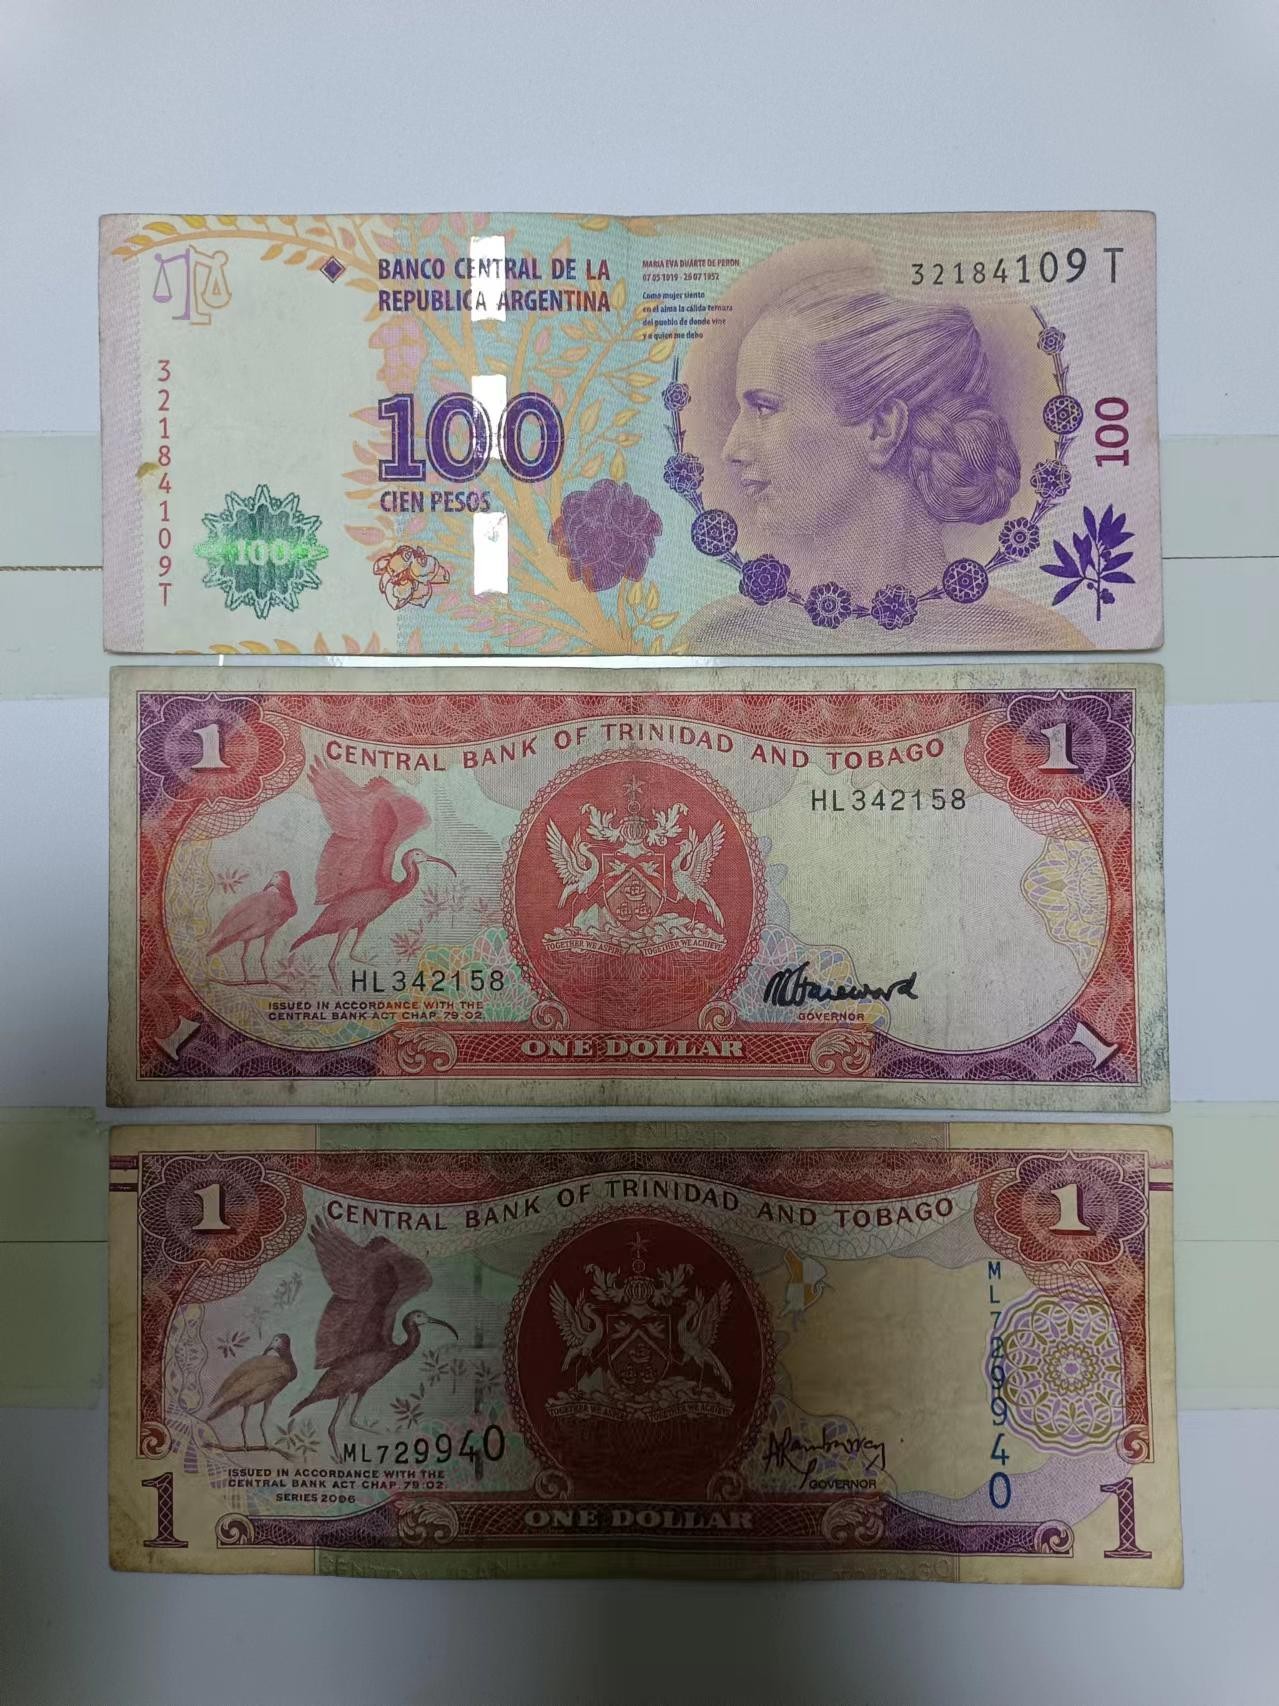 BANCO CENTRAL DE LA
REPUBLICA ARGENTINA
MARIA EVA DUARTE DE PERON
07 05 1919 - 26 07 1952
Como mujer siento
en el alma la cálida ternura
del pueblo de donde vine
y a quien me debo
32184109 T
32184109T
100
CIEN PESOS
100
100
1
1
CENTRAL BANK OF TRINIDAD AND TOBAGO
HL342158
TOGETHER WE ASPIRE TOGETHER WE ACHIEVE
HL342158
ISSUED IN ACCORDANCE WITH THE
CENTRAL BANK ACT CHAP. 79:02
GOVERNOR
1
ONE DOLLAR
1
1
1
CENTRAL BANK OF TRINIDAD AND TOBAGO
ML729940
TOGETHER WE ASPIRE TOGETHER WE ACHIEVE
ML729940
ISSUED IN ACCORDANCE WITH THE
CENTRAL BANK ACT CHAP. 79:02
SERIES 2006
GOVERNOR
1
ONE DOLLAR
1